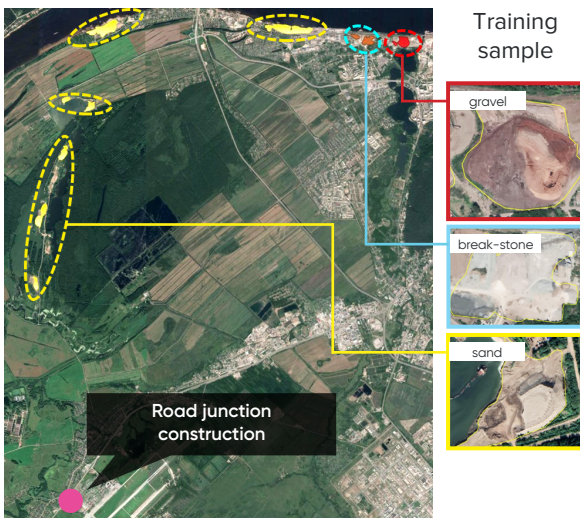 Training
sample
gravel
break-stone
sand
Road junction
construction